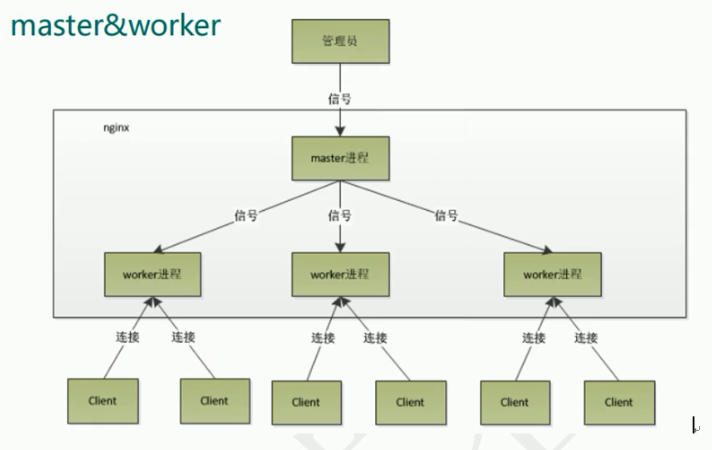 master&worker
管理员
信号
nginx
master进程
信号 信号 信号
worker进程 worker进程 worker进程
连接 连接 连接 连接 连接 连接
Client Client Client Client Client Client